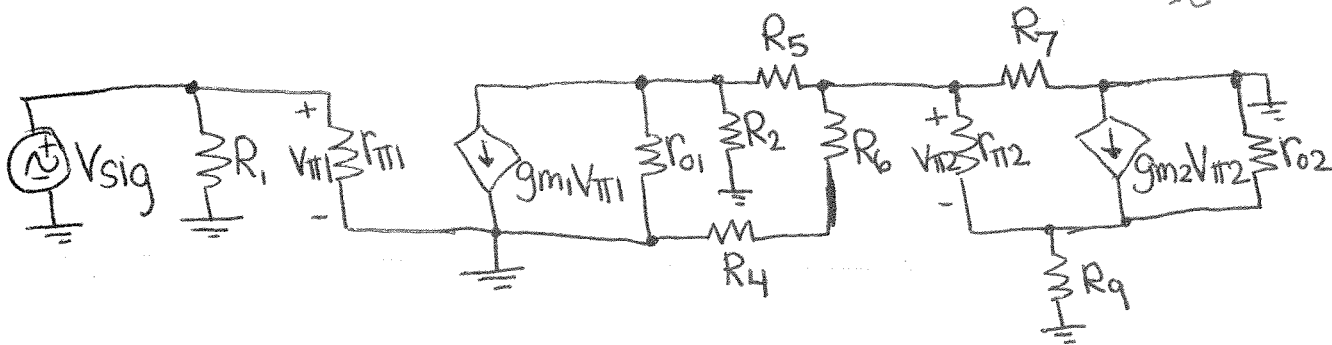 R5
R7
Vsig
R1
+
Vπ1
rπ1
-
gm1Vπ1
ro1
R2
R6
+
Vπ2
rπ2
-
gm2Vπ2
ro2
R4
R9